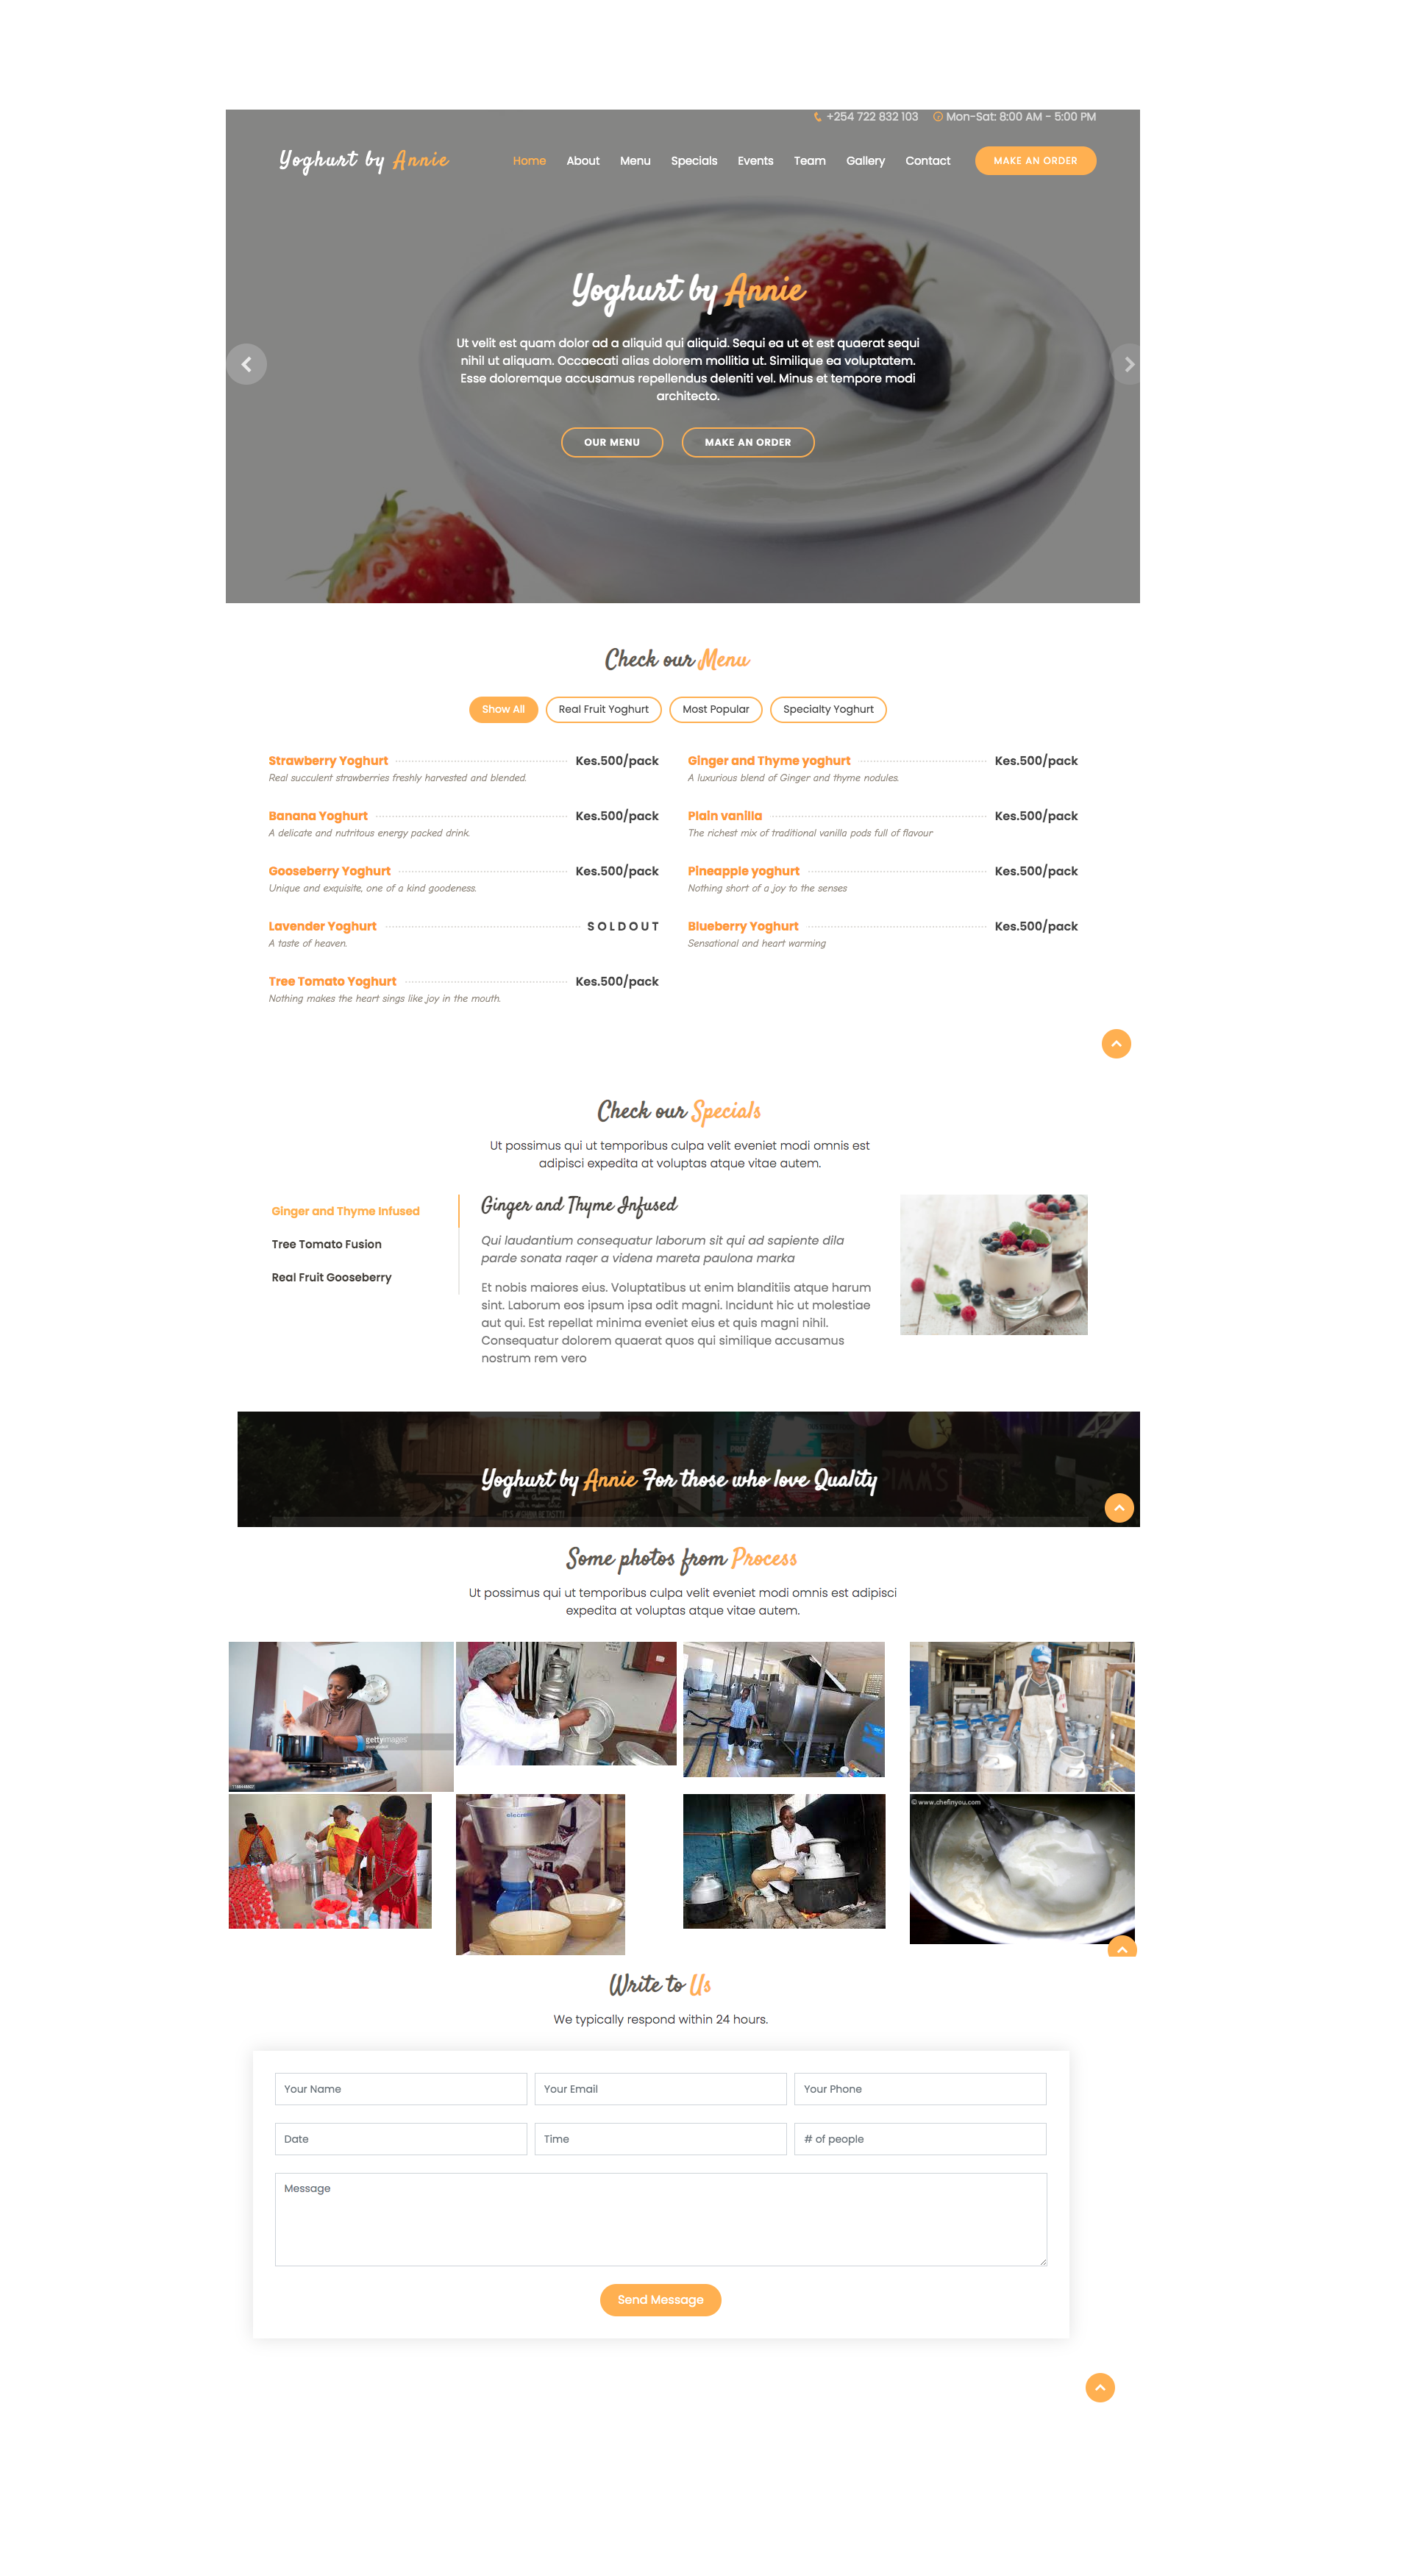 +254 722 832 103 Mon-Sat: 8:00 AM - 5:00 PM
Yoghurt by Annie Home About Menu Specials Events Team Gallery Contact MAKE AN ORDER
Yoghurt by Annie
Ut velit est quam dolor ad a aliquid qui aliquid. Sequi ea ut et est quaerat sequi
nihil ut aliquam. Occaecati alias dolorem mollitia ut. Similique ea voluptatem.
Esse doloremque accusamus repellendus deleniti vel. Minus et tempore modi
architecto.
OUR MENU MAKE AN ORDER
Check our Menu
Show All Real Fruit Yoghurt Most Popular Specialty Yoghurt
Strawberry Yoghurt Kes.500/pack
Real succulent strawberries freshly harvested and blended.
Ginger and Thyme yoghurt Kes.500/pack
A luxurious blend of Ginger and thyme nodules.
Banana Yoghurt Kes.500/pack
A delicate and nutritous energy packed drink.
Plain vanilla Kes.500/pack
The richest mix of traditional vanilla pods full of flavour
Gooseberry Yoghurt Kes.500/pack
Unique and exquisite, one of a kind goodeness.
Pineapple yoghurt Kes.500/pack
Nothing short of a joy to the senses
Lavender Yoghurt SOLDOUT
A taste of heaven.
Blueberry Yoghurt Kes.500/pack
Sensational and heart warming
Tree Tomato Yoghurt Kes.500/pack
Nothing makes the heart sings like joy in the mouth.
Check our Specials
Ut possimus qui ut temporibus culpa velit eveniet modi omnis est
adipisci expedita at voluptas atque vitae autem.
Ginger and Thyme Infused
Tree Tomato Fusion
Real Fruit Gooseberry
Ginger and Thyme Infused
Qui laudantium consequatur laborum sit qui ad sapiente dila
parde sonata raqer a videna mareta paulona marka
Et nobis maiores eius. Voluptatibus ut enim blanditiis atque harum
sint. Laborum eos ipsum ipsa odit magni. Incidunt hic ut molestiae
aut qui. Est repellat minima eveniet eius et quis magni nihil.
Consequatur dolorem quaerat quos qui similique accusamus
nostrum rem vero
Yoghurt by Annie For those who love Quality
PIMM'S
Some photos from Process
Ut possimus qui ut temporibus culpa velit eveniet modi omnis est adipisci
expedita at voluptas atque vitae autem.
gettyimages
© www.chefinyou.com
Write to Us
We typically respond within 24 hours.
Your Name Your Email Your Phone
Date Time # of people
Message
Send Message